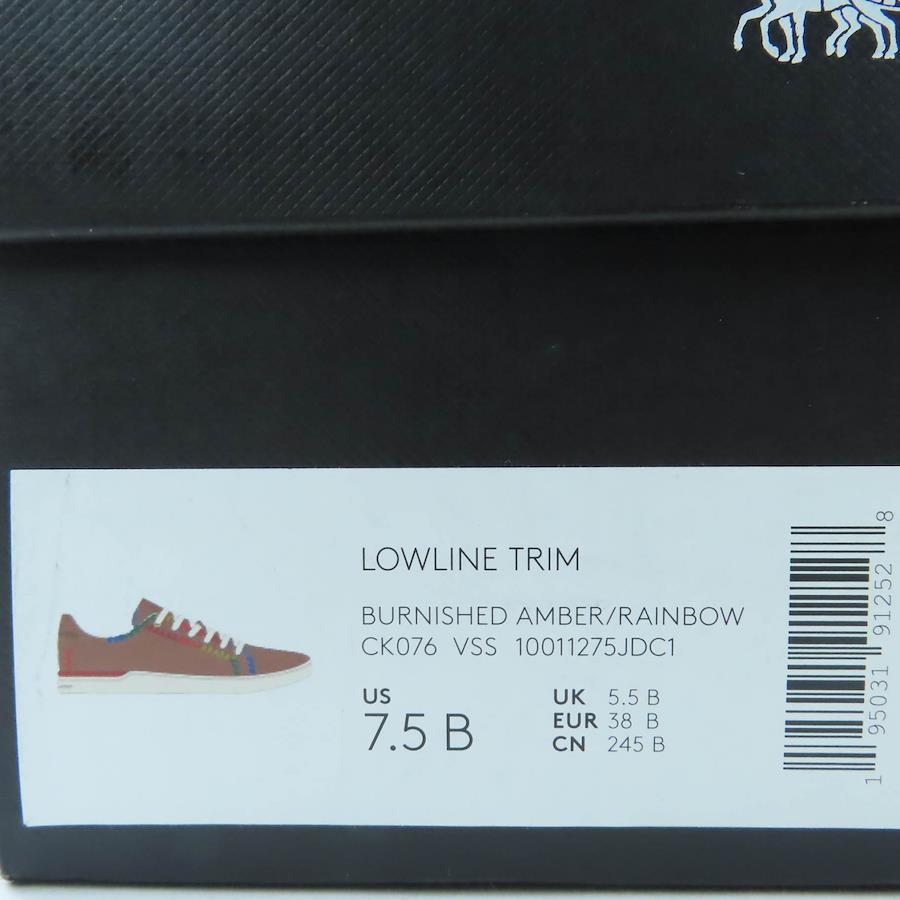 LOWLINE TRIM
BURNISHED AMBER/RAINBOW
CK076 VSS 10011275JDC1
US
7.5 B
UK 5.5 B
EUR 38 B
CN 245 B
1 95031 91252 8